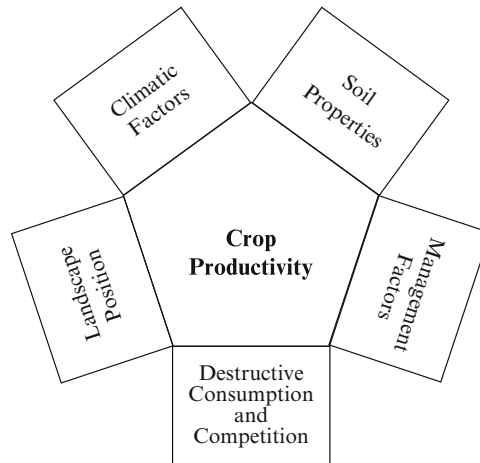 Climatic
Factors
Soil
Properties
Landscape
Position
Crop
Productivity
Management
Factors
Destructive
Consumption
and
Competition